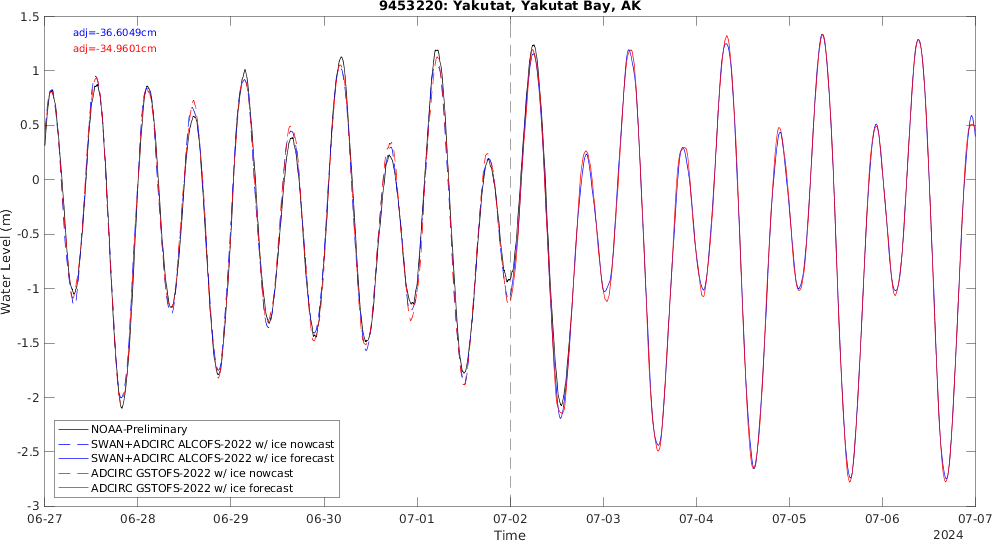 9453220: Yakutat, Yakutat Bay, AK
adj=-36.6049cm
adj=-34.9601cm
Water Level (m)
1.5
1
0.5
0
-0.5
-1
-1.5
-2
-2.5
-3
NOAA-Preliminary
SWAN+ADCIRC ALCOFS-2022 w/ ice nowcast
SWAN+ADCIRC ALCOFS-2022 w/ ice forecast
ADCIRC GSTOFS-2022 w/ ice nowcast
ADCIRC GSTOFS-2022 w/ ice forecast
06-27 06-28 06-29 06-30 07-01 07-02 07-03 07-04 07-05 07-06 07-07
Time
2024